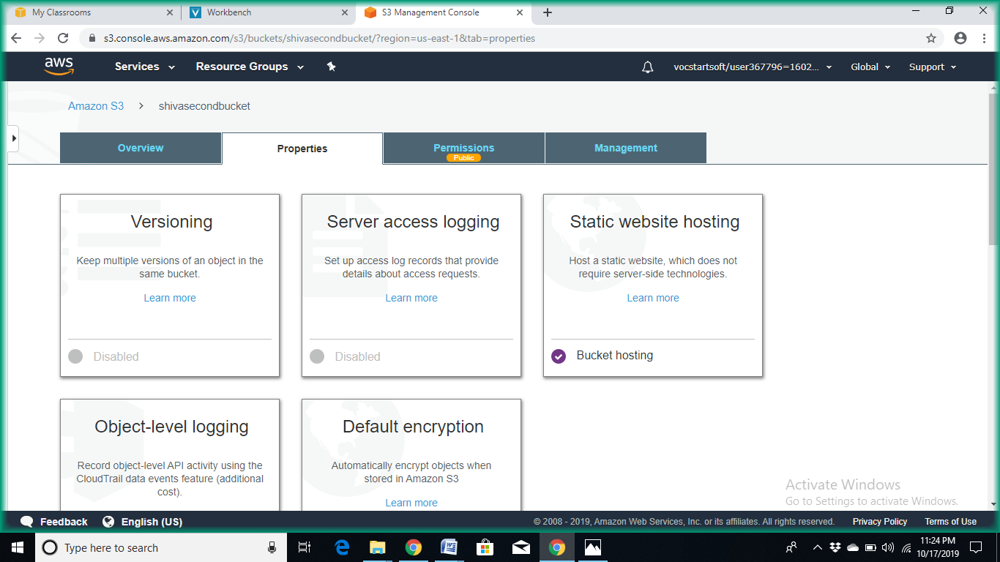 My Classrooms
Workbench
S3 Management Console
s3.console.aws.amazon.com/s3/buckets/shivasecondbucket/?region=us-east-1&tab=properties
aws
Services
Resource Groups
vocstartsoft/user367796=1602...
Global
Support
Amazon S3
shivasecondbucket
Overview
Properties
Permissions
Public
Management
Versioning
Keep multiple versions of an object in the
same bucket.
Learn more
Disabled
Server access logging
Set up access log records that provide
details about access requests.
Learn more
Disabled
Static website hosting
Host a static website, which does not
require server-side technologies.
Learn more
Bucket hosting
Object-level logging
Record object-level API activity using the
CloudTrail data events feature (additional
cost).
Default encryption
Automatically encrypt objects when
stored in Amazon S3
Learn more
Activate Windows
Go to Settings to activate Windows.
Feedback
English (US)
© 2008 - 2019, Amazon Web Services, Inc. or its affiliates. All rights reserved.
Privacy Policy
Terms of Use
Type here to search
11:24 PM
10/17/2019